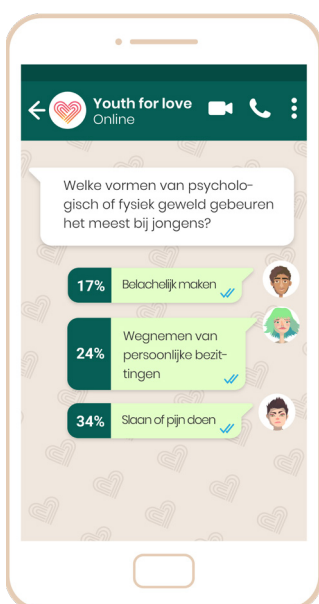 Youth for love
Online
Welke vormen van psycholo-
gisch of fysiek geweld gebeuren
het meest bij jongens?
17% Belachelijk maken
Wegnemen van
24% persoonlijke bezit-
tingen
34% Slaan of pijn doen